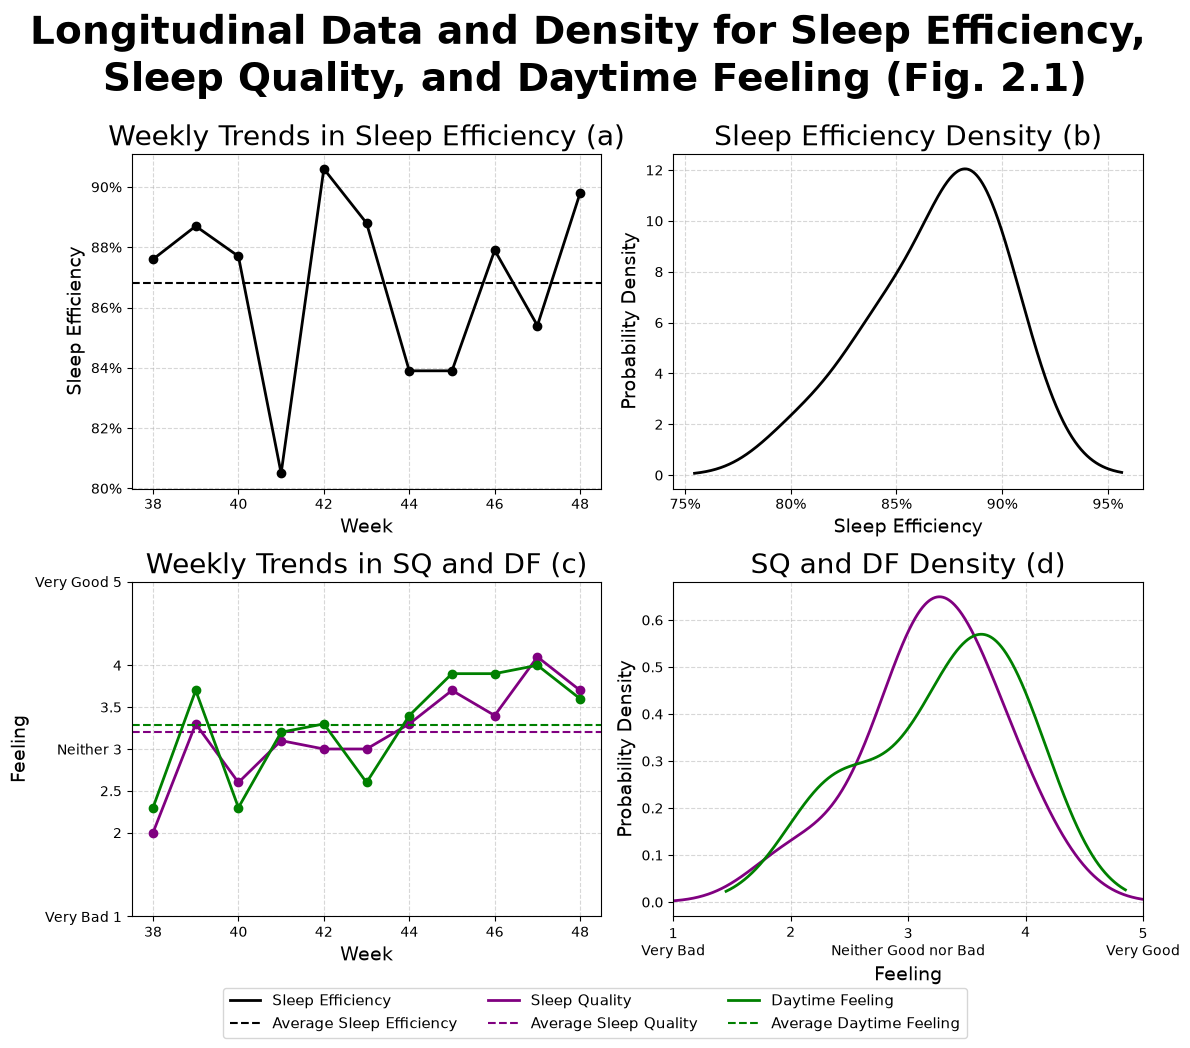 Longitudinal Data and Density for Sleep Efficiency,
Sleep Quality, and Daytime Feeling (Fig. 2.1)
Weekly Trends in Sleep Efficiency (a)
Sleep Efficiency
90%
88%
86%
84%
82%
80%
38 40 42 44 46 48
Week
Sleep Efficiency Density (b)
Probability Density
12
10
8
6
4
2
0
75% 80% 85% 90% 95%
Sleep Efficiency
Weekly Trends in SQ and DF (c)
Feeling
Very Good 5
4
3.5
Neither 3
2.5
2
Very Bad 1
38 40 42 44 46 48
Week
SQ and DF Density (d)
Probability Density
0.6
0.5
0.4
0.3
0.2
0.1
0.0
1 2 3 4 5
Very Bad Neither Good nor Bad Very Good
Feeling
Sleep Efficiency Sleep Quality Daytime Feeling
Average Sleep Efficiency Average Sleep Quality Average Daytime Feeling